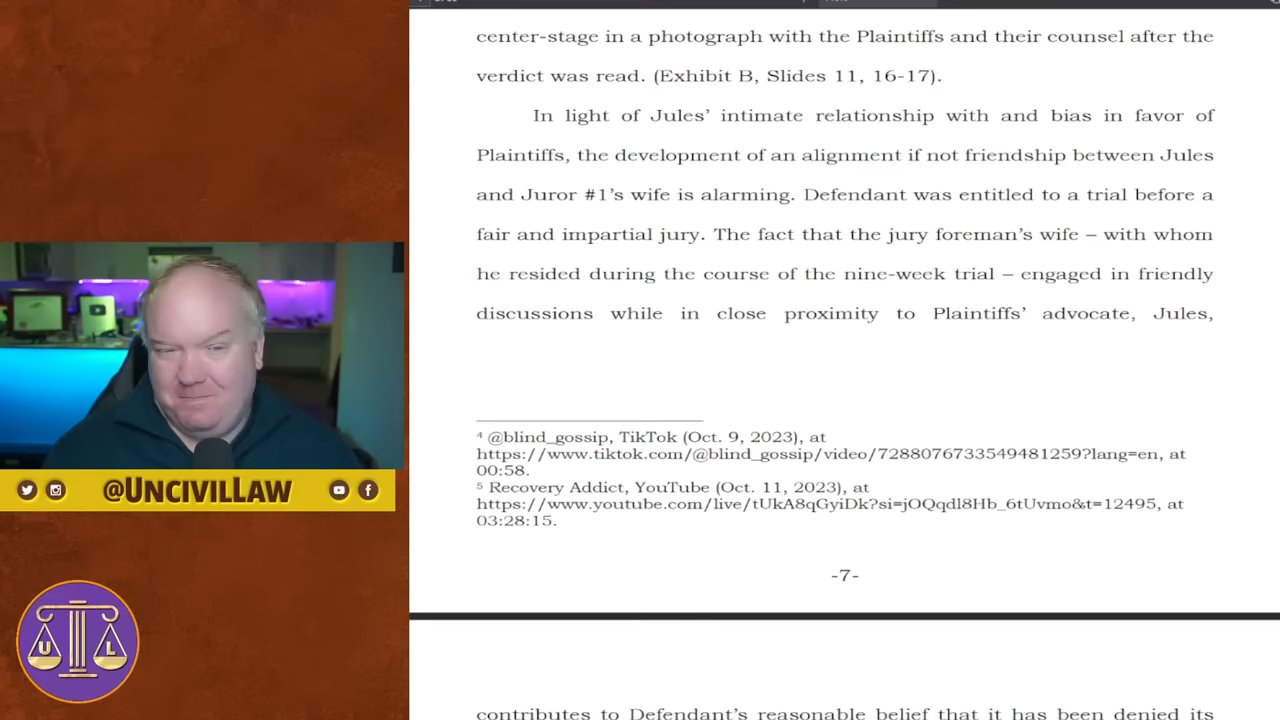 center-stage in a photograph with the Plaintiffs and their counsel after the
verdict was read. (Exhibit B, Slides 11, 16-17).
In light of Jules’ intimate relationship with and bias in favor of
Plaintiffs, the development of an alignment if not friendship between Jules
and Juror #1’s wife is alarming. Defendant was entitled to a trial before a
fair and impartial jury. The fact that the jury foreman’s wife – with whom
he resided during the course of the nine-week trial – engaged in friendly
discussions while in close proximity to Plaintiffs’ advocate, Jules,
⁴ @blind_gossip, TikTok (Oct. 9, 2023), at
https://www.tiktok.com/@blind_gossip/video/7288076733549481259?lang=en, at
00:58.
⁵ Recovery Addict, YouTube (Oct. 11, 2023), at
https://www.youtube.com/live/tUkA8qGyiDk?si=jOQqdl8Hb_6tUvmo&t=12495, at
03:28:15.
-7-
contributes to Defendant’s reasonable belief that it has been denied its
@UNCIVILLAW
U L